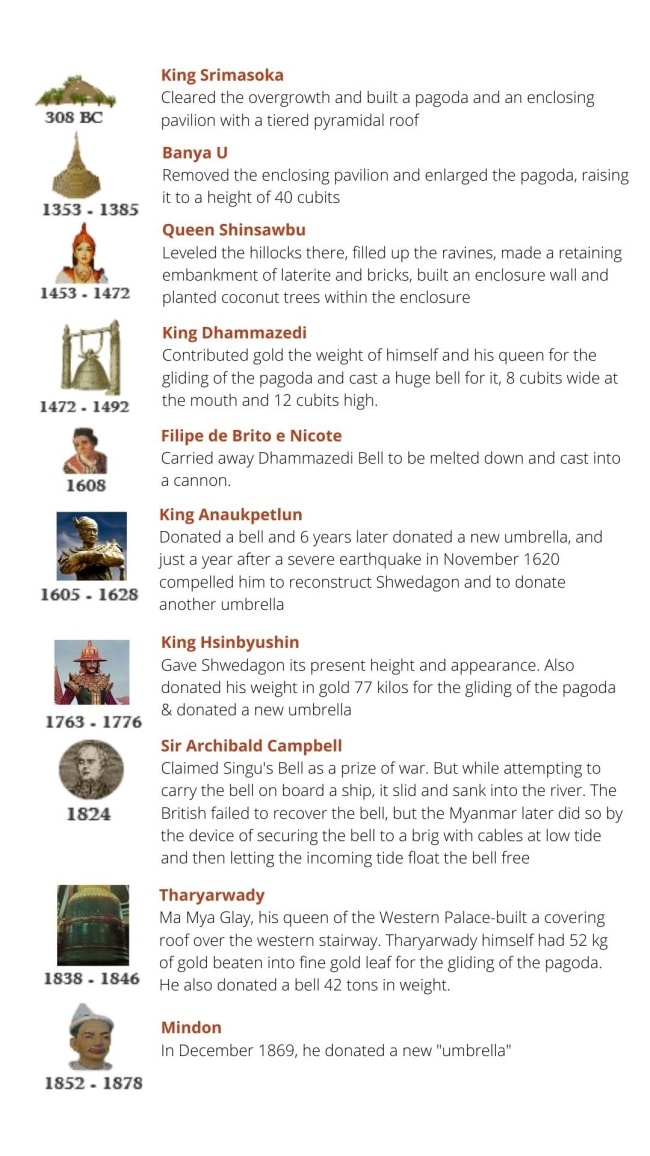 King Srimasoka
Cleared the overgrowth and built a pagoda and an enclosing
pavilion with a tiered pyramidal roof
308 BC
Banya U
Removed the enclosing pavilion and enlarged the pagoda, raising
it to a height of 40 cubits
1353 - 1385
Queen Shinsawbu
Leveled the hillocks there, filled up the ravines, made a retaining
embankment of laterite and bricks, built an enclosure wall and
planted coconut trees within the enclosure
1453 - 1472
King Dhammazedi
Contributed gold the weight of himself and his queen for the
gliding of the pagoda and cast a huge bell for it, 8 cubits wide at
the mouth and 12 cubits high.
1472 - 1492
Filipe de Brito e Nicote
Carried away Dhammazedi Bell to be melted down and cast into
a cannon.
1608
King Anaukpetlun
Donated a bell and 6 years later donated a new umbrella, and
just a year after a severe earthquake in November 1620
compelled him to reconstruct Shwedagon and to donate
another umbrella
1605 - 1628
King Hsinbyushin
Gave Shwedagon its present height and appearance. Also
donated his weight in gold 77 kilos for the gliding of the pagoda
& donated a new umbrella
1763 - 1776
Sir Archibald Campbell
Claimed Singu's Bell as a prize of war. But while attempting to
carry the bell on board a ship, it slid and sank into the river. The
British failed to recover the bell, but the Myanmar later did so by
the device of securing the bell to a brig with cables at low tide
and then letting the incoming tide float the bell free
1824
Tharyarwady
Ma Mya Glay, his queen of the Western Palace-built a covering
roof over the western stairway. Tharyarwady himself had 52 kg
of gold beaten into fine gold leaf for the gliding of the pagoda.
He also donated a bell 42 tons in weight.
1838 - 1846
Mindon
In December 1869, he donated a new "umbrella"
1852 - 1878